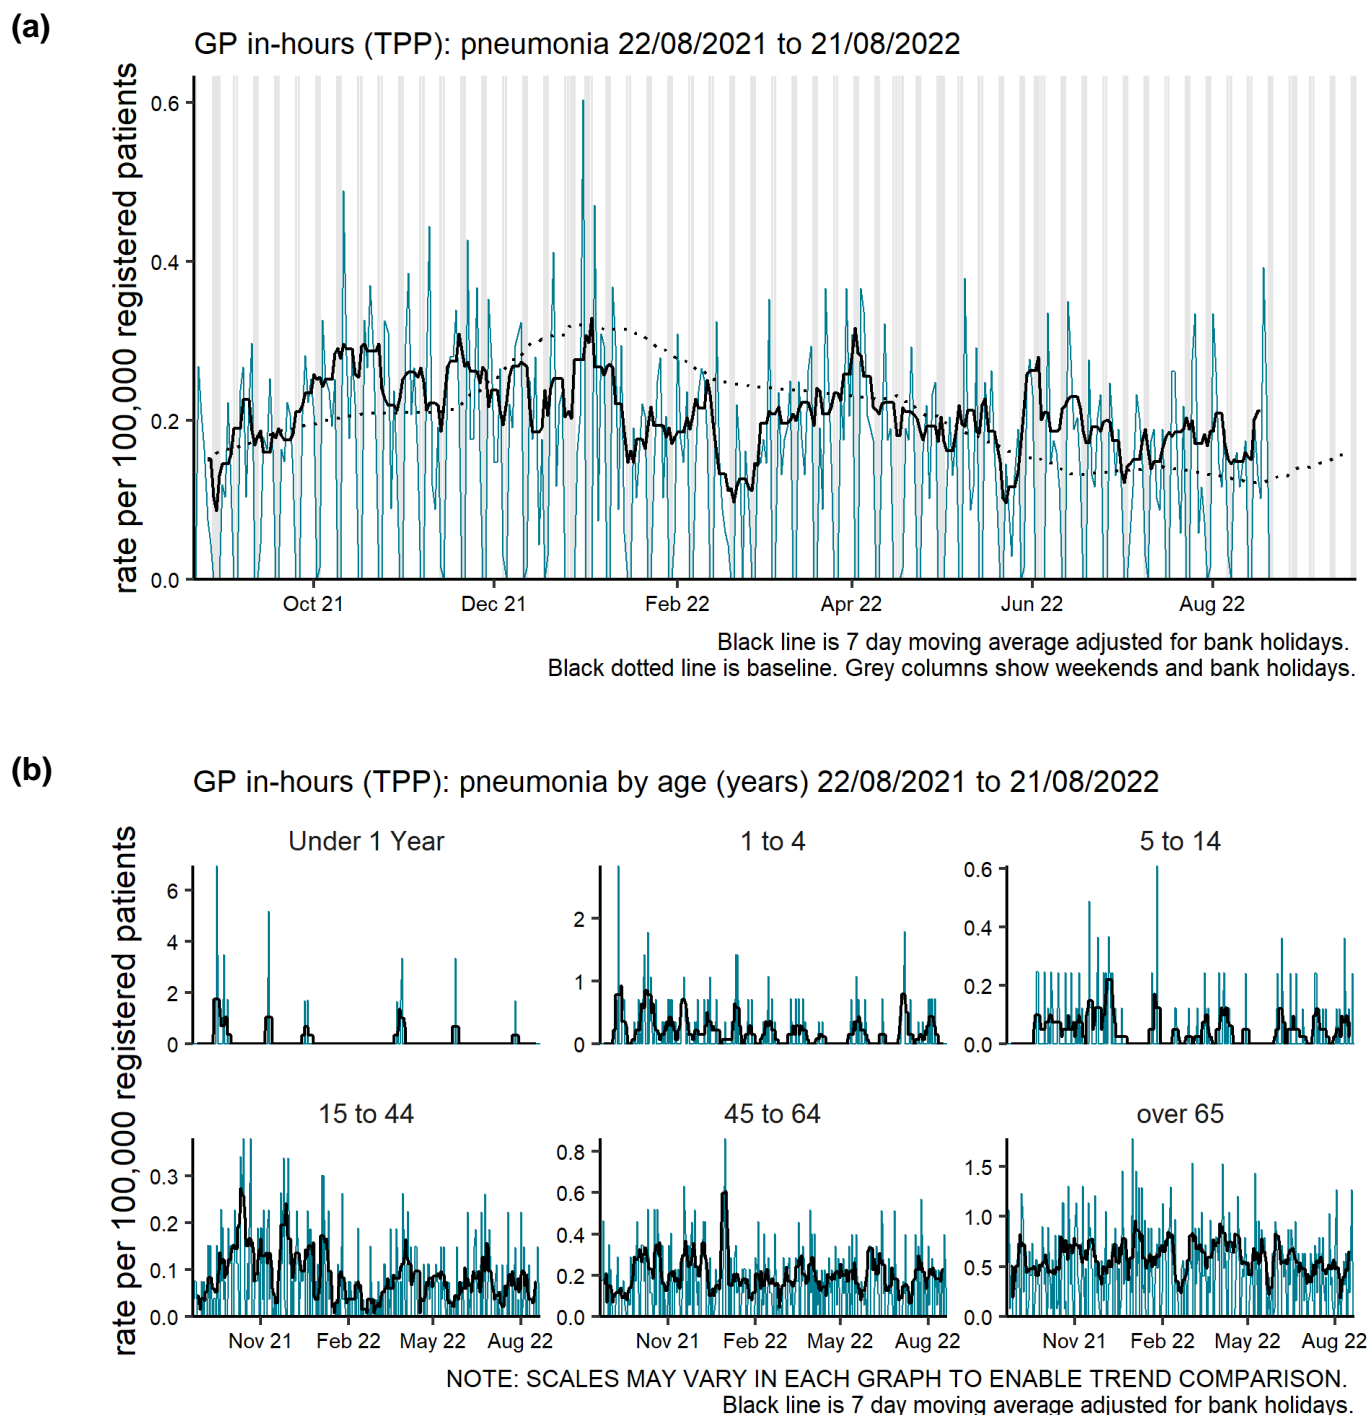 (a)
GP in-hours (TPP): pneumonia 22/08/2021 to 21/08/2022
rate per 100,000 registered patients
0.6
0.4
0.2
0.0
Oct 21 Dec 21 Feb 22 Apr 22 Jun 22 Aug 22
Black line is 7 day moving average adjusted for bank holidays.
Black dotted line is baseline. Grey columns show weekends and bank holidays.
(b)
GP in-hours (TPP): pneumonia by age (years) 22/08/2021 to 21/08/2022
rate per 100,000 registered patients
Under 1 Year
6
4
2
0
1 to 4
2
1
0
5 to 14
0.6
0.4
0.2
0.0
15 to 44
0.3
0.2
0.1
0.0
Nov 21 Feb 22 May 22 Aug 22
45 to 64
0.8
0.6
0.4
0.2
0.0
Nov 21 Feb 22 May 22 Aug 22
over 65
1.5
1.0
0.5
0.0
Nov 21 Feb 22 May 22 Aug 22
NOTE: SCALES MAY VARY IN EACH GRAPH TO ENABLE TREND COMPARISON.
Black line is 7 day moving average adjusted for bank holidays.